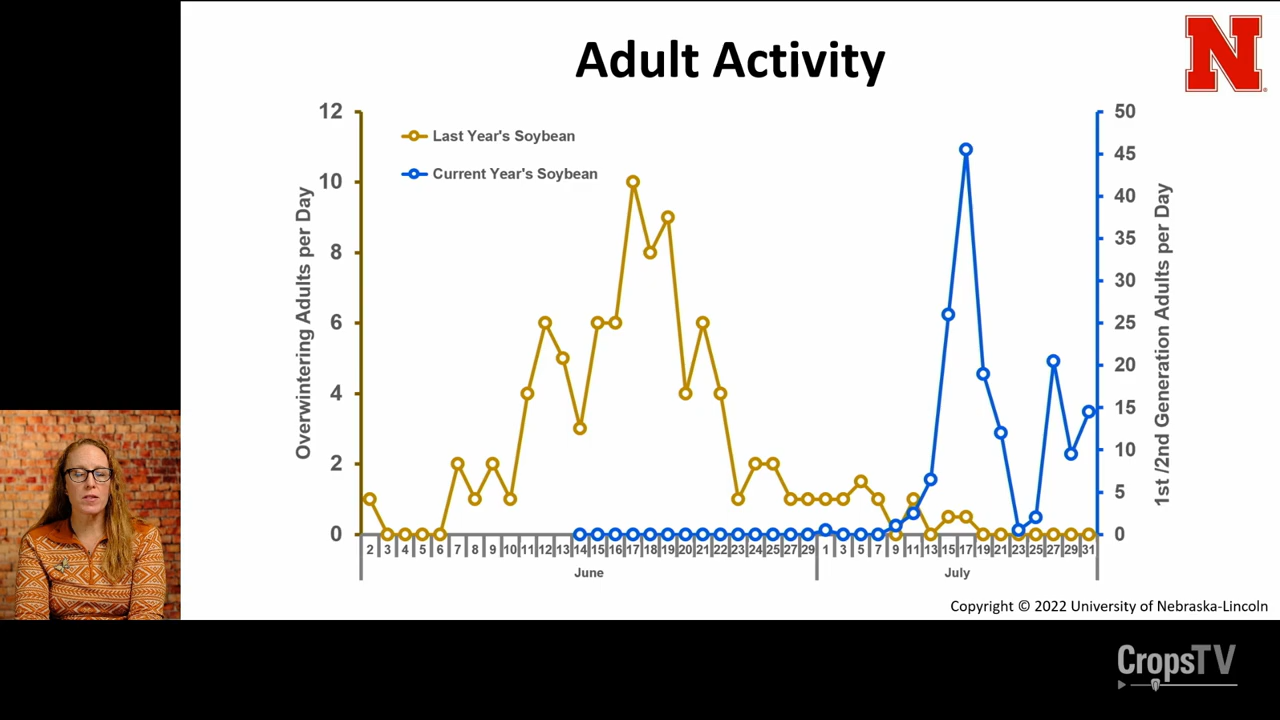 Adult Activity
N
Last Year's Soybean
Current Year's Soybean
Overwintering Adults per Day
12
10
8
6
4
2
0
50
45
40
35
30
25
20
15
10
5
0
1st /2nd Generation Adults per Day
2 3 4 5 6 7 8 9 10 11 12 13 14 15 16 17 18 19 20 21 22 23 24 25 27 29 1 3 5 7 9 11 13 15 17 19 21 23 25 27 29 31
June July
Copyright © 2022 University of Nebraska-Lincoln
CropsTV